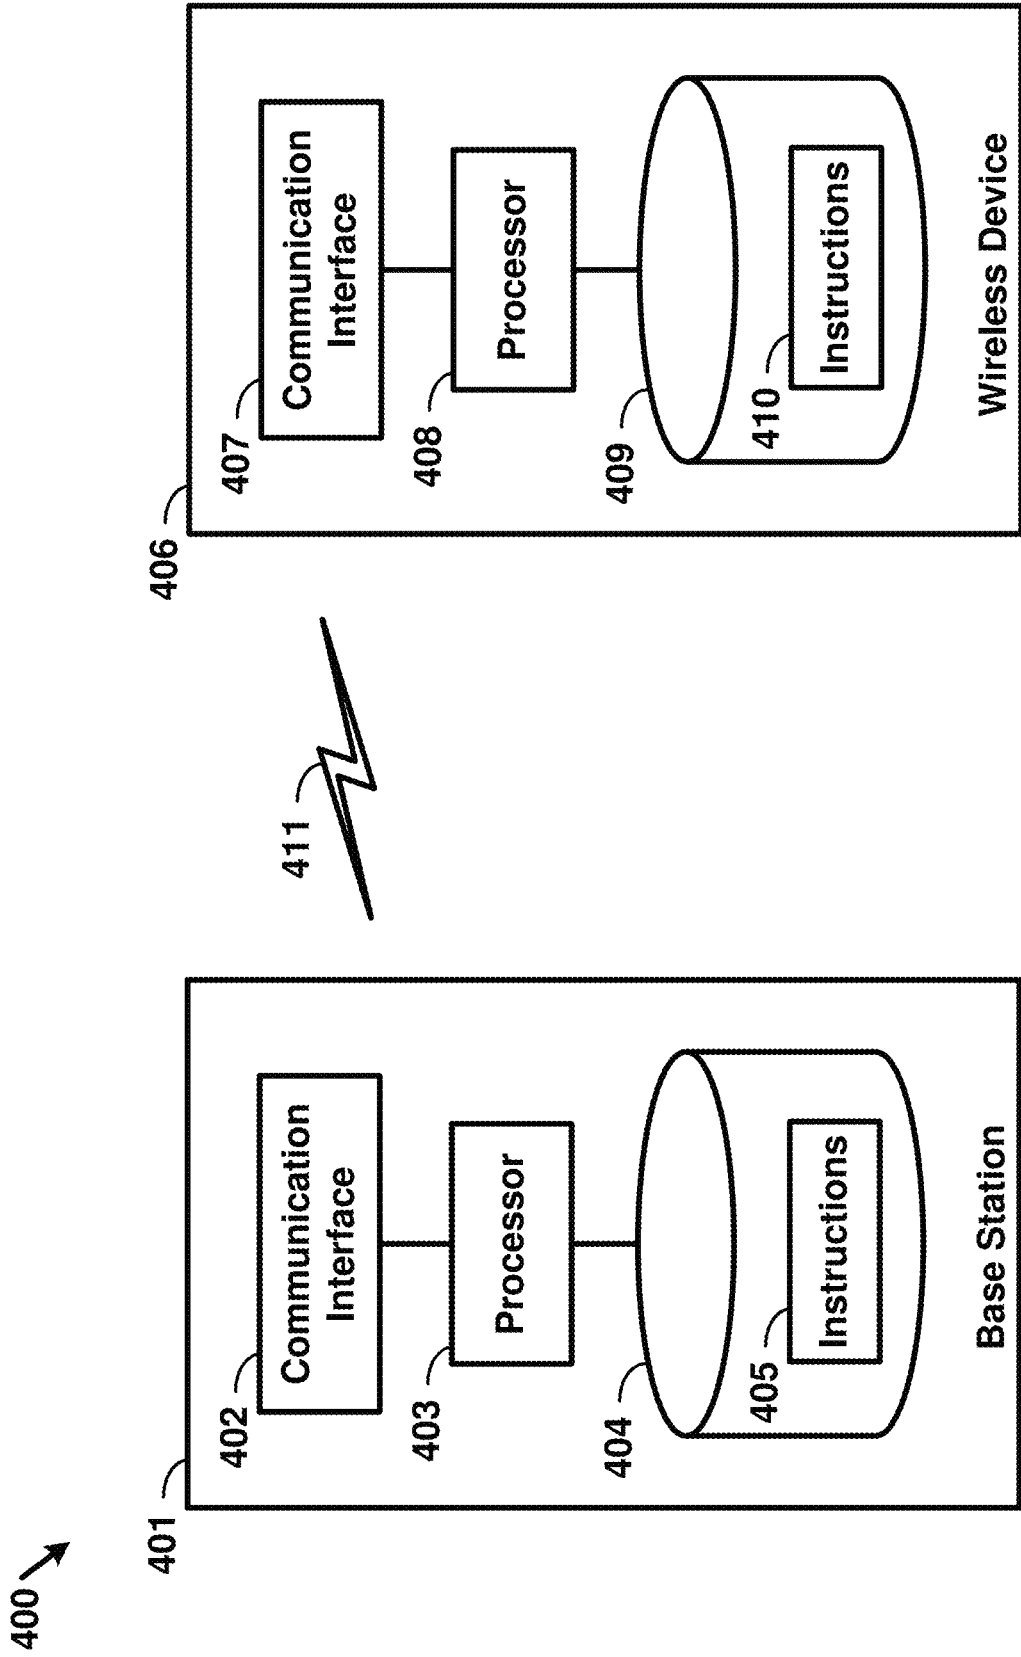 400
401
402
Communication
Interface
403
Processor
404
405
Instructions
Base Station
411
406
407
Communication
Interface
408
Processor
409
410
Instructions
Wireless Device